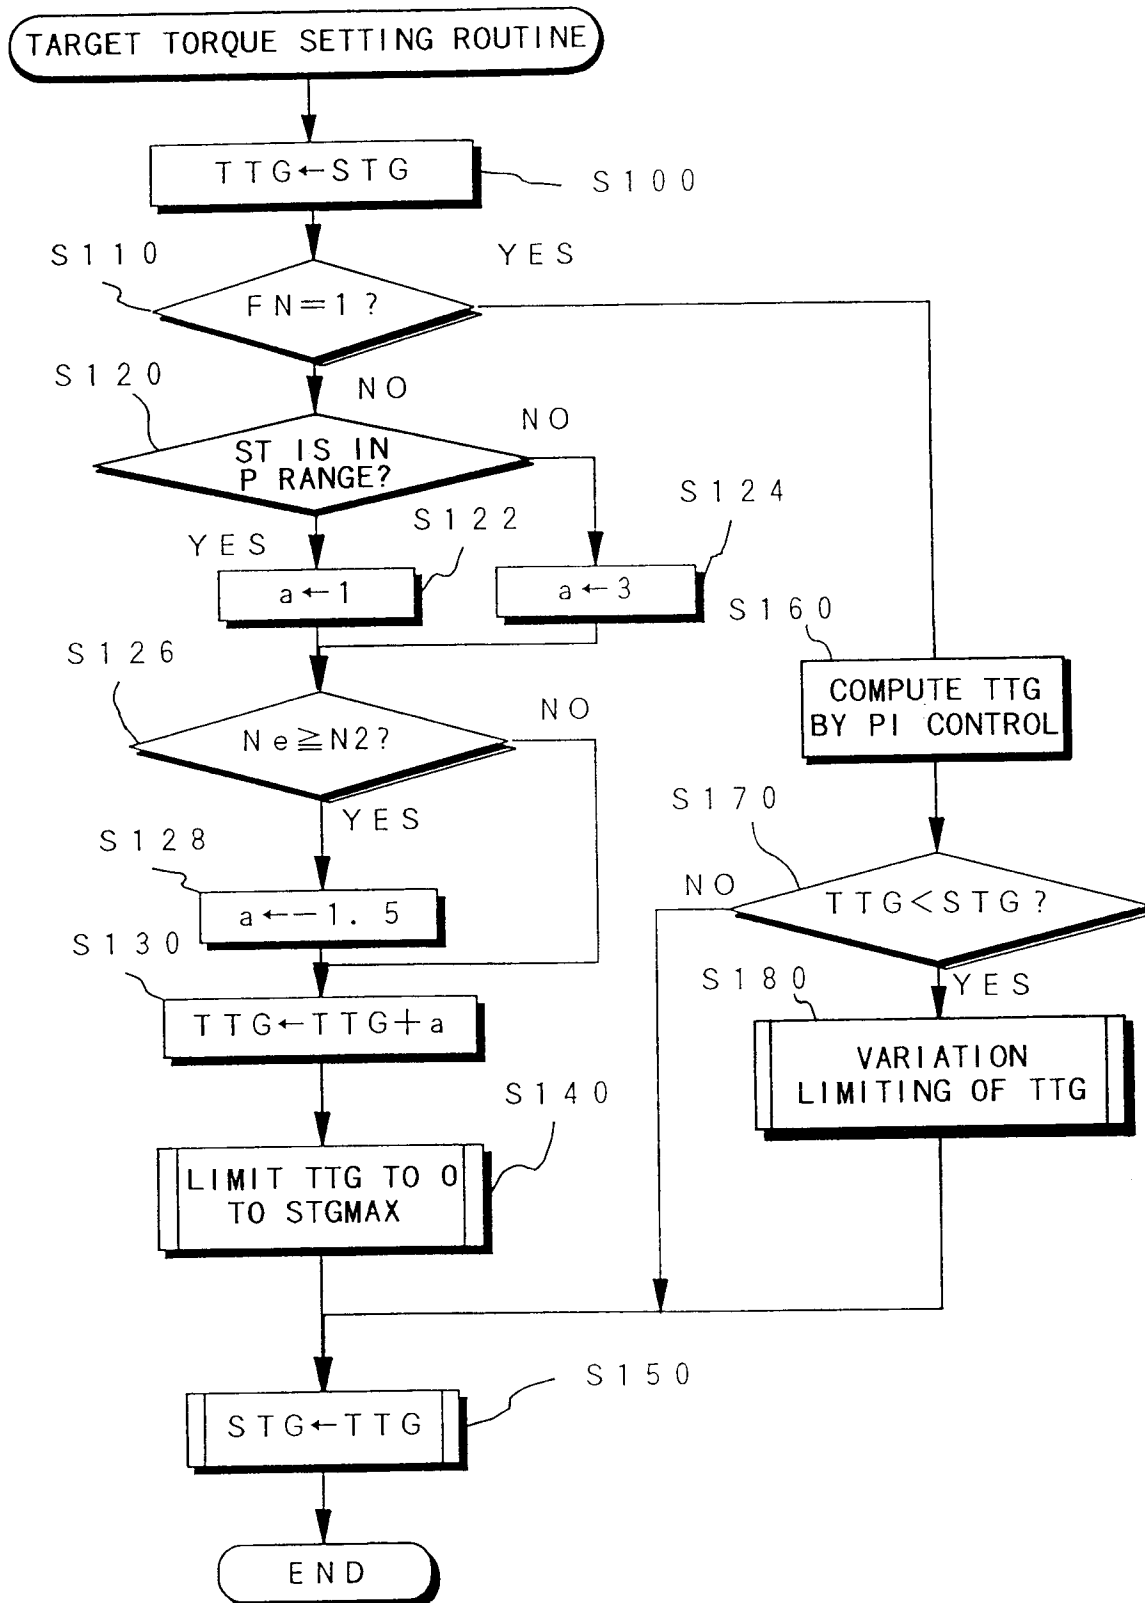 TARGET TORQUE SETTING ROUTINE
TTG←STG
S100
S110
YES
FN=1?
S120
NO
NO
ST IS IN
P RANGE?
S124
S122
YES
a←1
a←3
S160
S126
NO
Ne≧N2?
COMPUTE TTG
BY PI CONTROL
YES
S170
S128
NO
TTG<STG?
a←−1.5
S130
S180
YES
TTG←TTG+a
VARIATION
LIMITING OF TTG
S140
LIMIT TTG TO 0
TO STGMAX
S150
STG←TTG
END